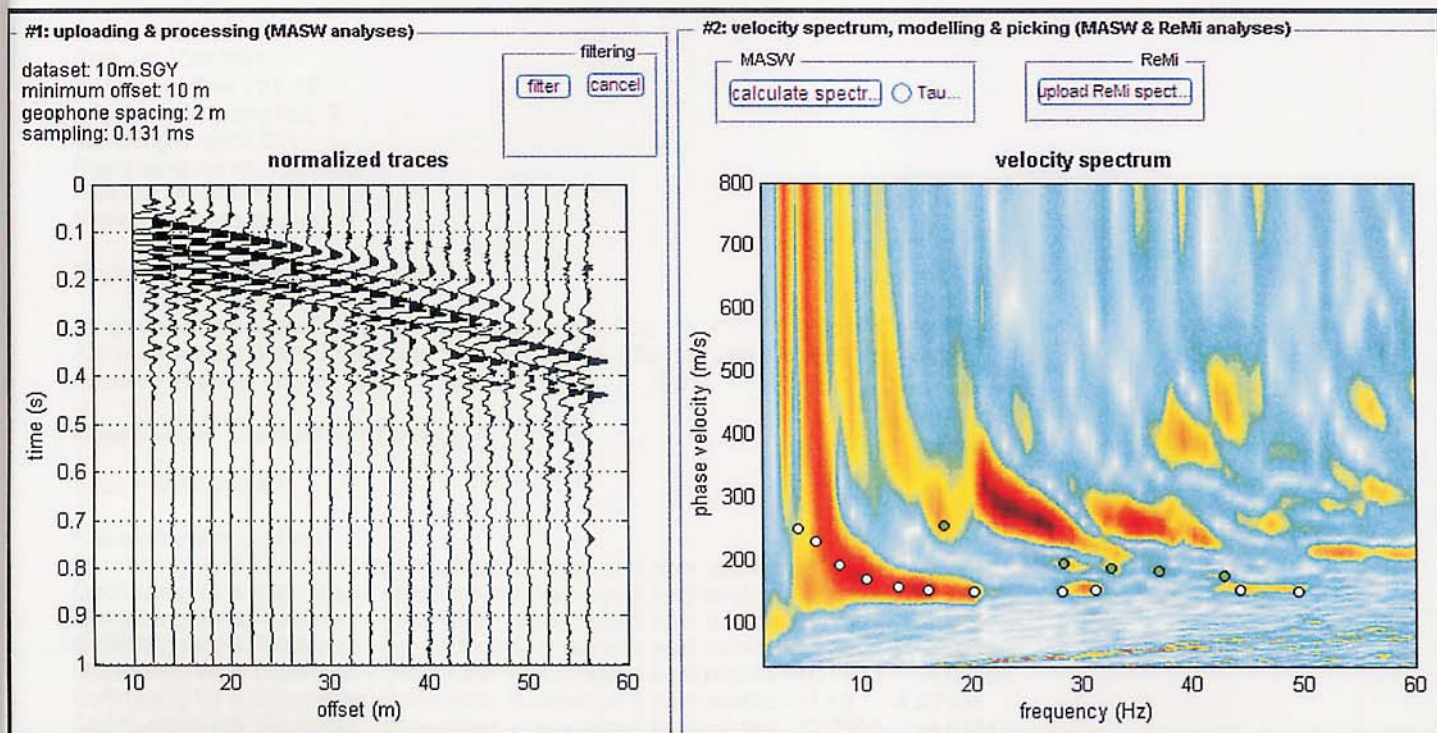 #1: uploading & processing (MASW analyses)
dataset: 10m.SGY
minimum offset: 10 m
geophone spacing: 2 m
sampling: 0.131 ms
filtering
filter
cancel
normalized traces
0
0.1
0.2
0.3
0.4
0.5
0.6
0.7
0.8
0.9
1
time (s)
10
20
30
40
50
60
offset (m)
#2: velocity spectrum, modelling & picking (MASW & ReMi analyses)
MASW
calculate spectr...
Tau...
ReMi
upload ReMi spect...
velocity spectrum
800
700
600
500
400
300
200
100
phase velocity (m/s)
10
20
30
40
50
60
frequency (Hz)